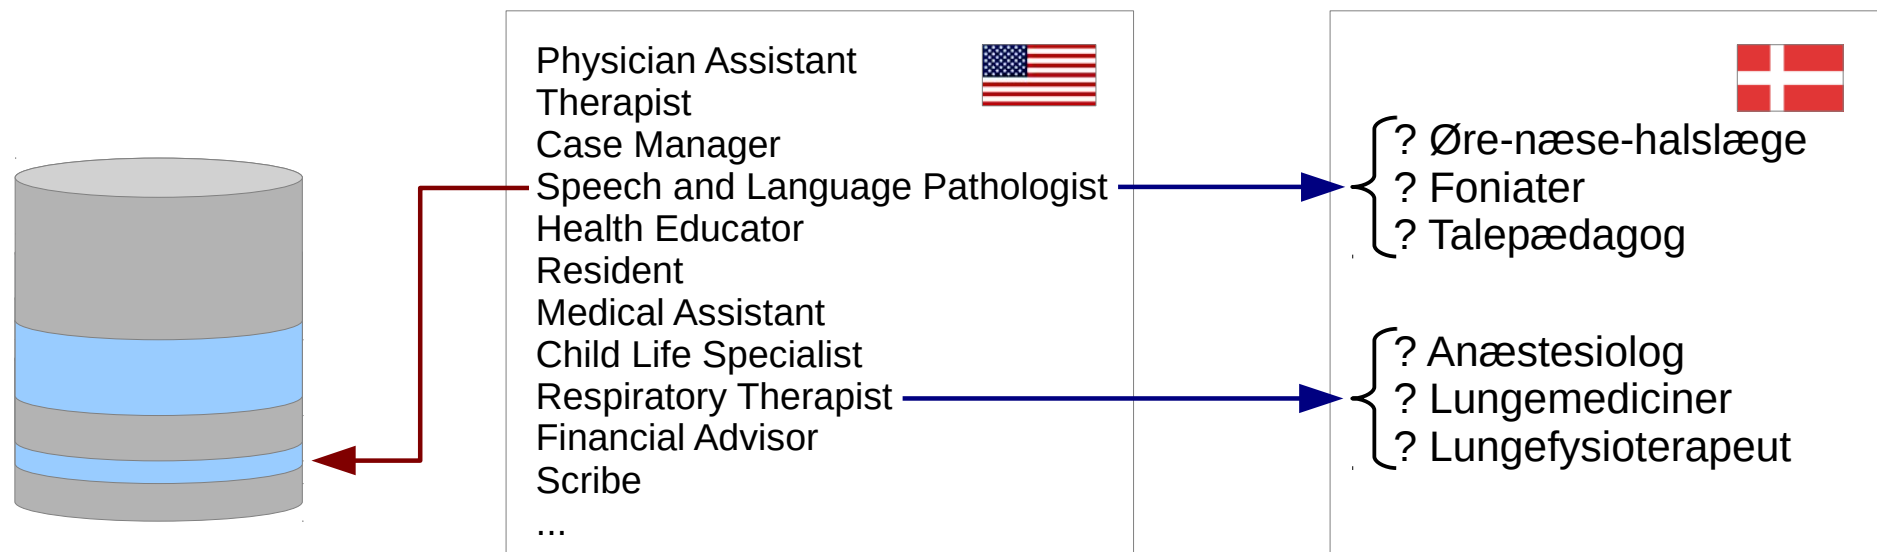 Physician Assistant
Therapist
Case Manager
Speech and Language Pathologist
Health Educator
Resident
Medical Assistant
Child Life Specialist
Respiratory Therapist
Financial Advisor
Scribe
...
? Øre-næse-halslæge
? Foniater
? Talepædagog
? Anæstesiolog
? Lungemediciner
? Lungefysioterapeut